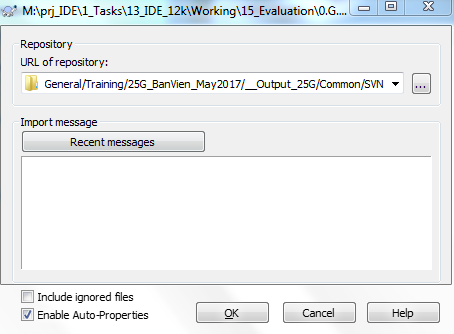 M:\prj_IDE\1_Tasks\13_IDE_12k\Working\15_Evaluation\0.G....
Repository
URL of repository:
General/Training/25G_BanVien_May2017/__Output_25G/Common/SVN
...
Import message
Recent messages
Include ignored files
Enable Auto-Properties
OK
Cancel
Help